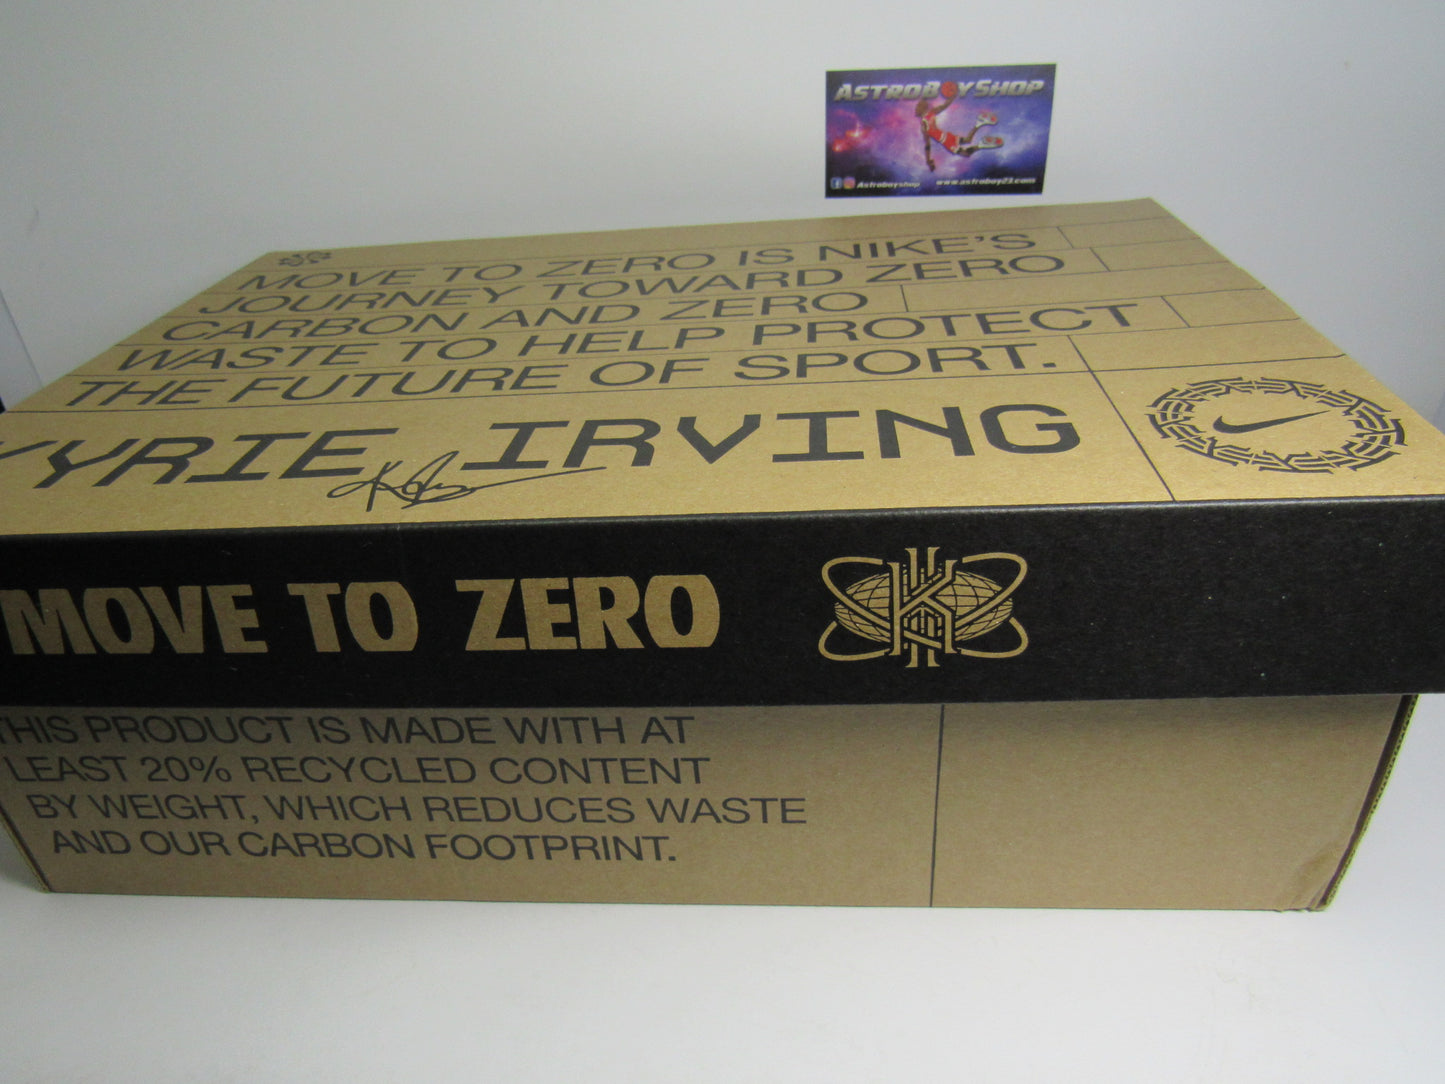 ASTROBOYSHOP
Astroboyshop www.astroboy23.com
MOVE TO ZERO IS NIKE'S
JOURNEY TOWARD ZERO
CARBON AND ZERO
WASTE TO HELP PROTECT
THE FUTURE OF SPORT.
KYRIE IRVING
MOVE TO ZERO
THIS PRODUCT IS MADE WITH AT
LEAST 20% RECYCLED CONTENT
BY WEIGHT, WHICH REDUCES WASTE
AND OUR CARBON FOOTPRINT.